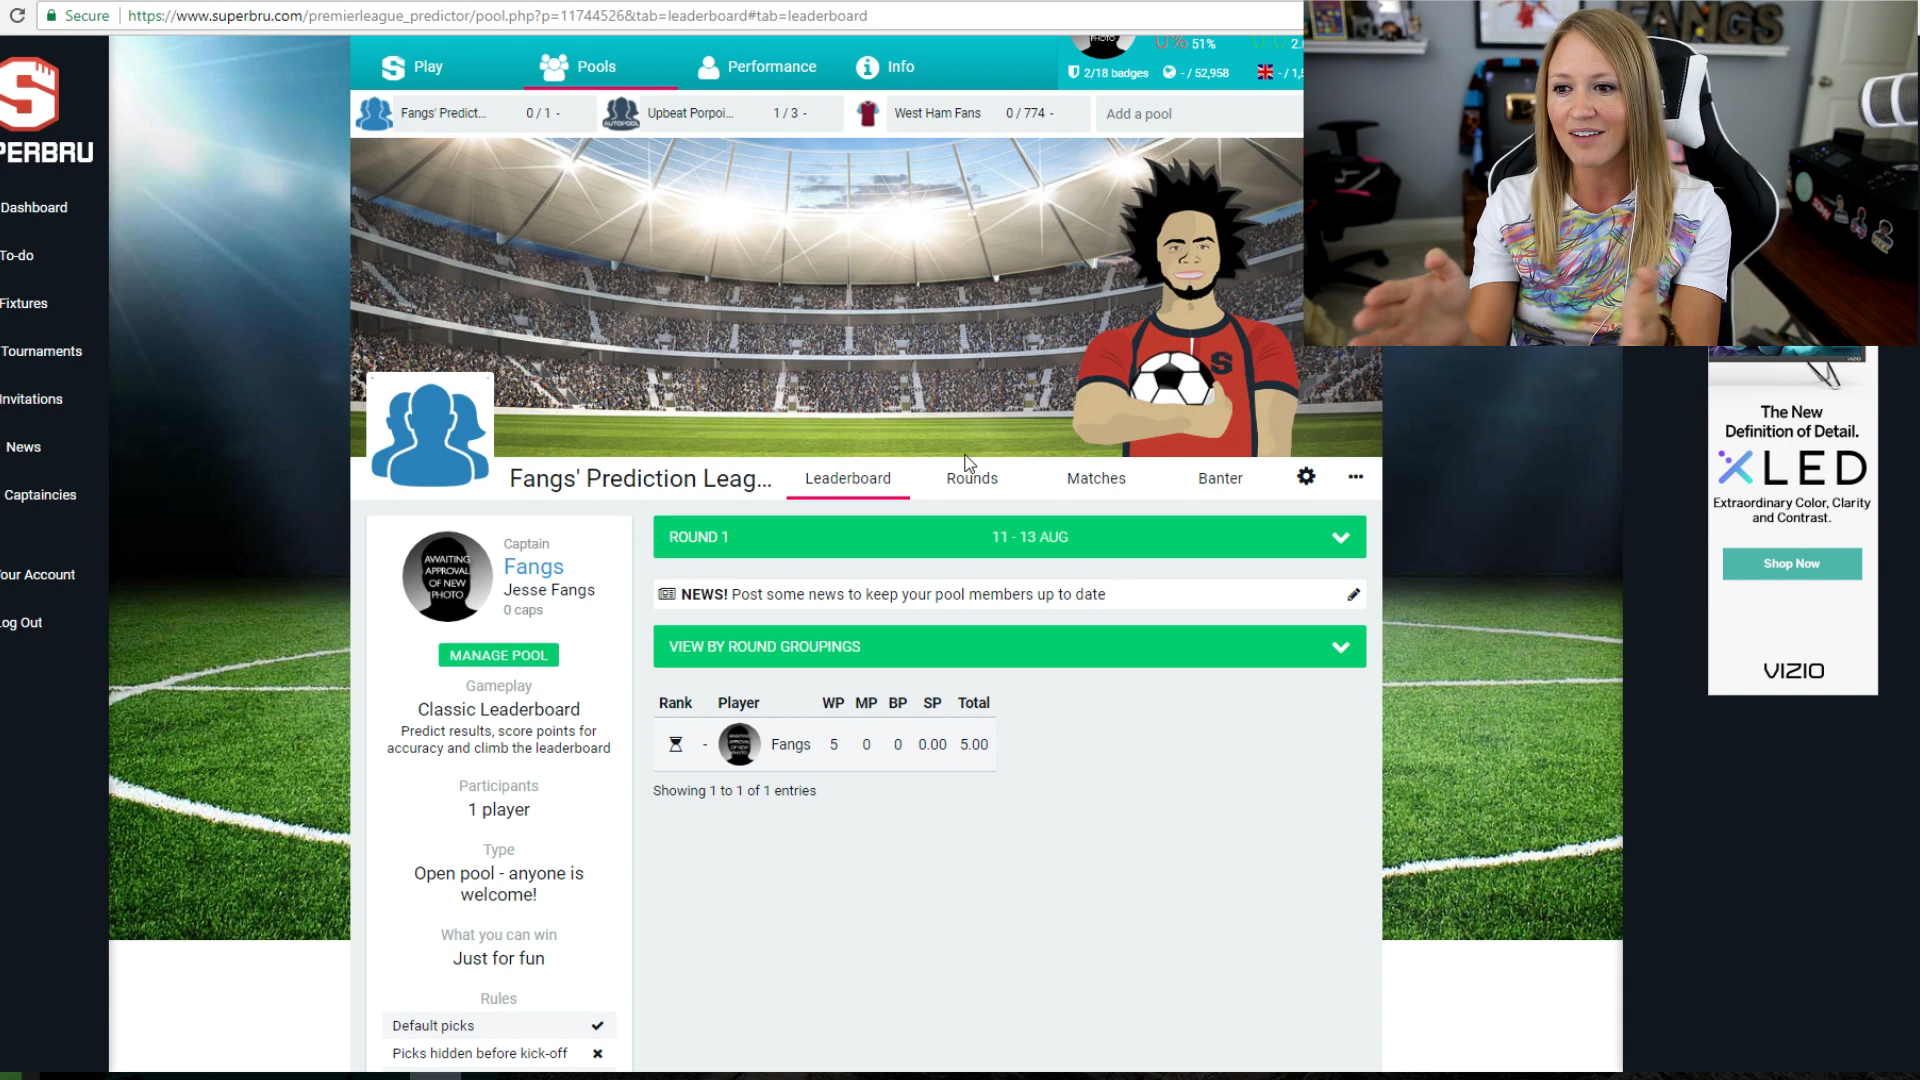 Secure https://www.superbru.com/premierleague_predictor/pool.php?p=11744526&tab=leaderboard#tab=leaderboard
FANGS
S
PERBRU
Dashboard
To-do
Fixtures
Tournaments
Invitations
News
Captaincies
our Account
og Out
Play
Pools
Performance
Info
PHOTO
0% 51%
2/18 badges - / 52,958 - / 1,5
Fangs' Predict... 0 / 1 -
AUTOPOOL
Upbeat Porpoi... 1 / 3 -
West Ham Fans 0 / 774 -
Add a pool
S
Fangs' Prediction Leag...
Leaderboard
Rounds
Matches
Banter
AWAITING
APPROVAL
OF NEW
PHOTO
Captain
Fangs
Jesse Fangs
0 caps
MANAGE POOL
Gameplay
Classic Leaderboard
Predict results, score points for
accuracy and climb the leaderboard
Participants
1 player
Type
Open pool - anyone is
welcome!
What you can win
Just for fun
Rules
Default picks
Picks hidden before kick-off
ROUND 1 11 - 13 AUG
NEWS! Post some news to keep your pool members up to date
VIEW BY ROUND GROUPINGS
Rank Player WP MP BP SP Total
- Fangs 5 0 0 0.00 5.00
Showing 1 to 1 of 1 entries
The New
Definition of Detail.
XLED
Extraordinary Color, Clarity
and Contrast.
Shop Now
VIZIO